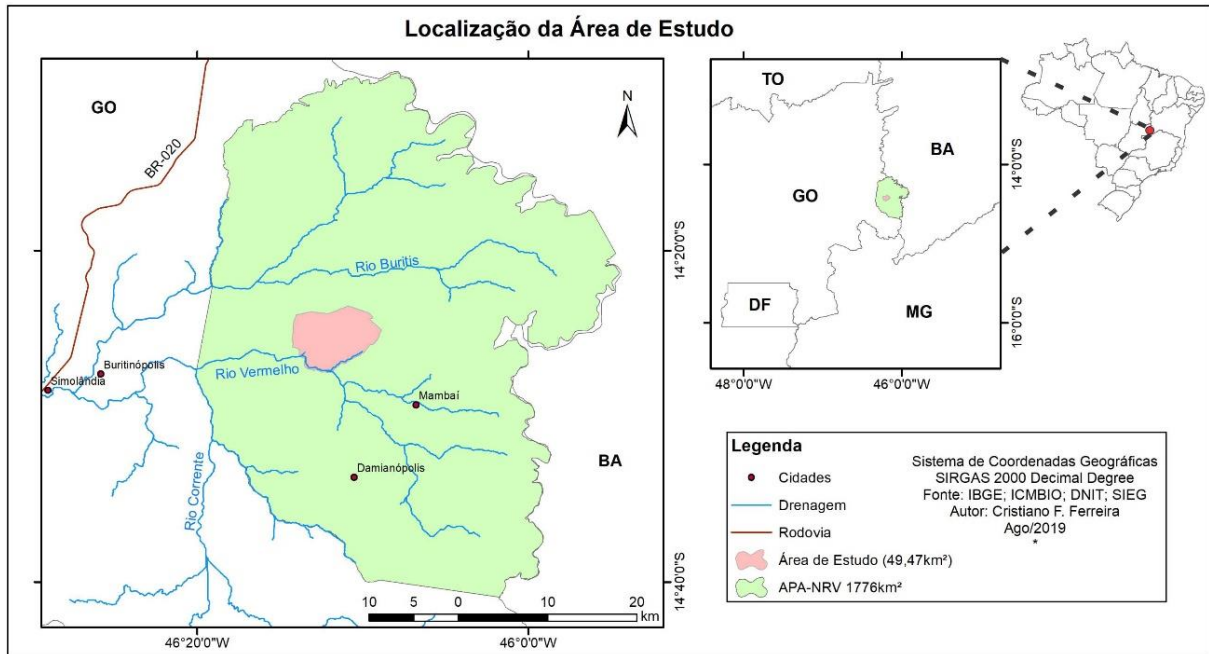 Localização da Área de Estudo
GO
BR-020
N
Rio Buritis
14°20'0"S
Buritinópolis
Simolândia
Rio Vermelho
Mambaí
Damianópolis
BA
Rio Corrente
14°40'0"S
10 5 0 10 20
km
46°20'0"W 46°0'0"W
TO
BA
14°0'0"S
GO
DF
MG
16°0'0"S
48°0'0"W 46°0'0"W
Legenda
Cidades
Drenagem
Rodovia
Área de Estudo (49,47km²)
APA-NRV 1776km²
Sistema de Coordenadas Geográficas
SIRGAS 2000 Decimal Degree
Fonte: IBGE; ICMBIO; DNIT; SIEG
Autor: Cristiano F. Ferreira
Ago/2019
*